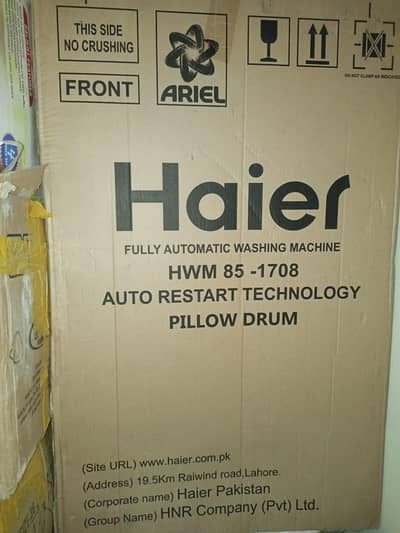 THIS SIDE
NO CRUSHING
FRONT
ARIEL
DO NOT CLAMP AS INDICATED
Haier
FULLY AUTOMATIC WASHING MACHINE
HWM 85 -1708
AUTO RESTART TECHNOLOGY
PILLOW DRUM
(Site URL) www.haier.com.pk
(Address) 19.5Km Raiwind road,Lahore.
(Corporate name) Haier Pakistan
(Group Name) HNR Company (Pvt) Ltd.